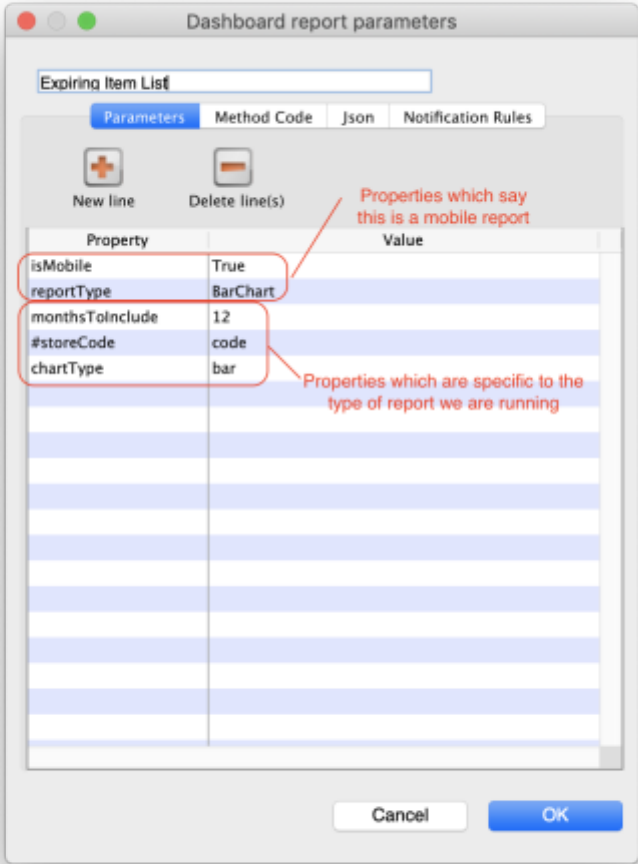 Dashboard report parameters
Expiring Item List
Parameters Method Code Json Notification Rules
New line Delete line(s)
Properties which say
this is a mobile report
Property Value
isMobile True
reportType BarChart
monthsToInclude 12
#storeCode code
chartType bar
Properties which are specific to the
type of report we are running
Cancel OK